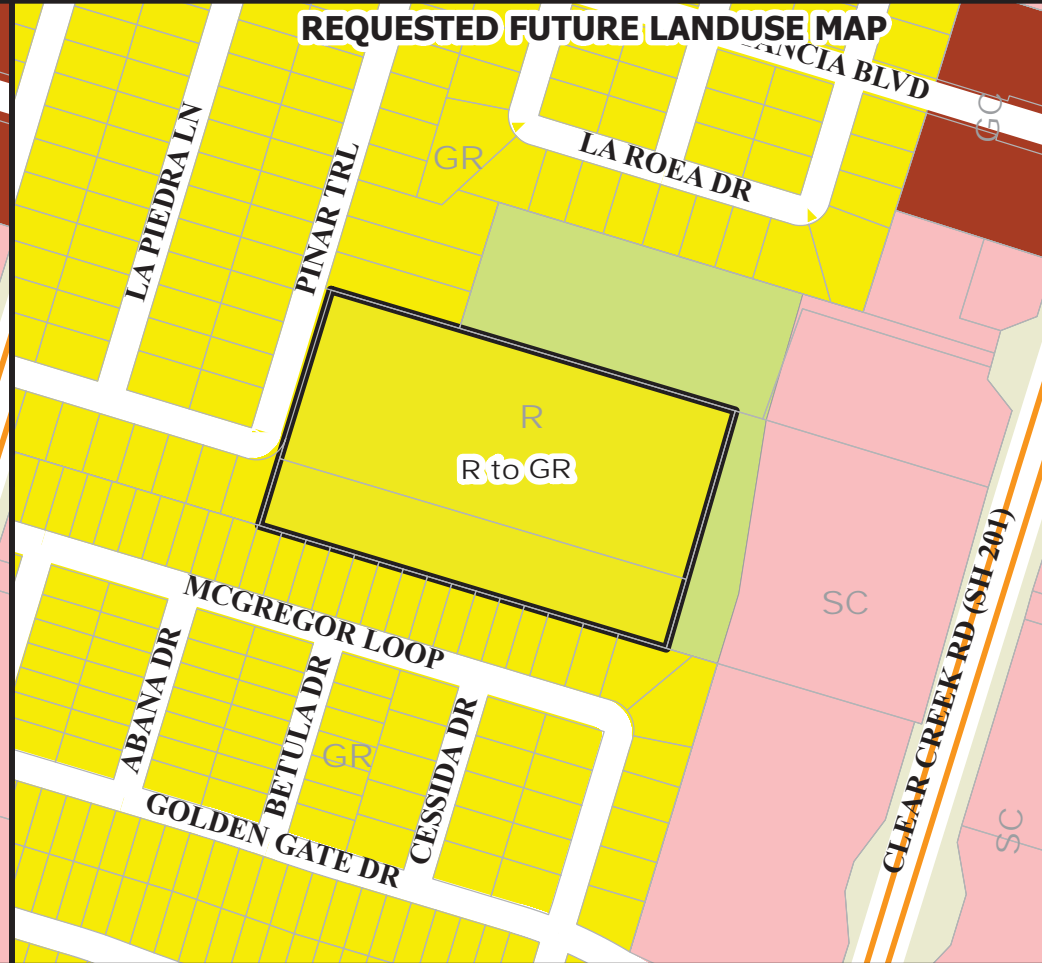 REQUESTED FUTURE LANDUSE MAP
BLVD
GC
LA PIEDRA LN
PINAR TRL
GR
LA ROEA DR
R
R to GR
SC
CLEAR CREEK RD (SH 201)
MCGREGOR LOOP
ABANA DR
BETULA DR
GR
CESSIDA DR
GOLDEN GATE DR
SC